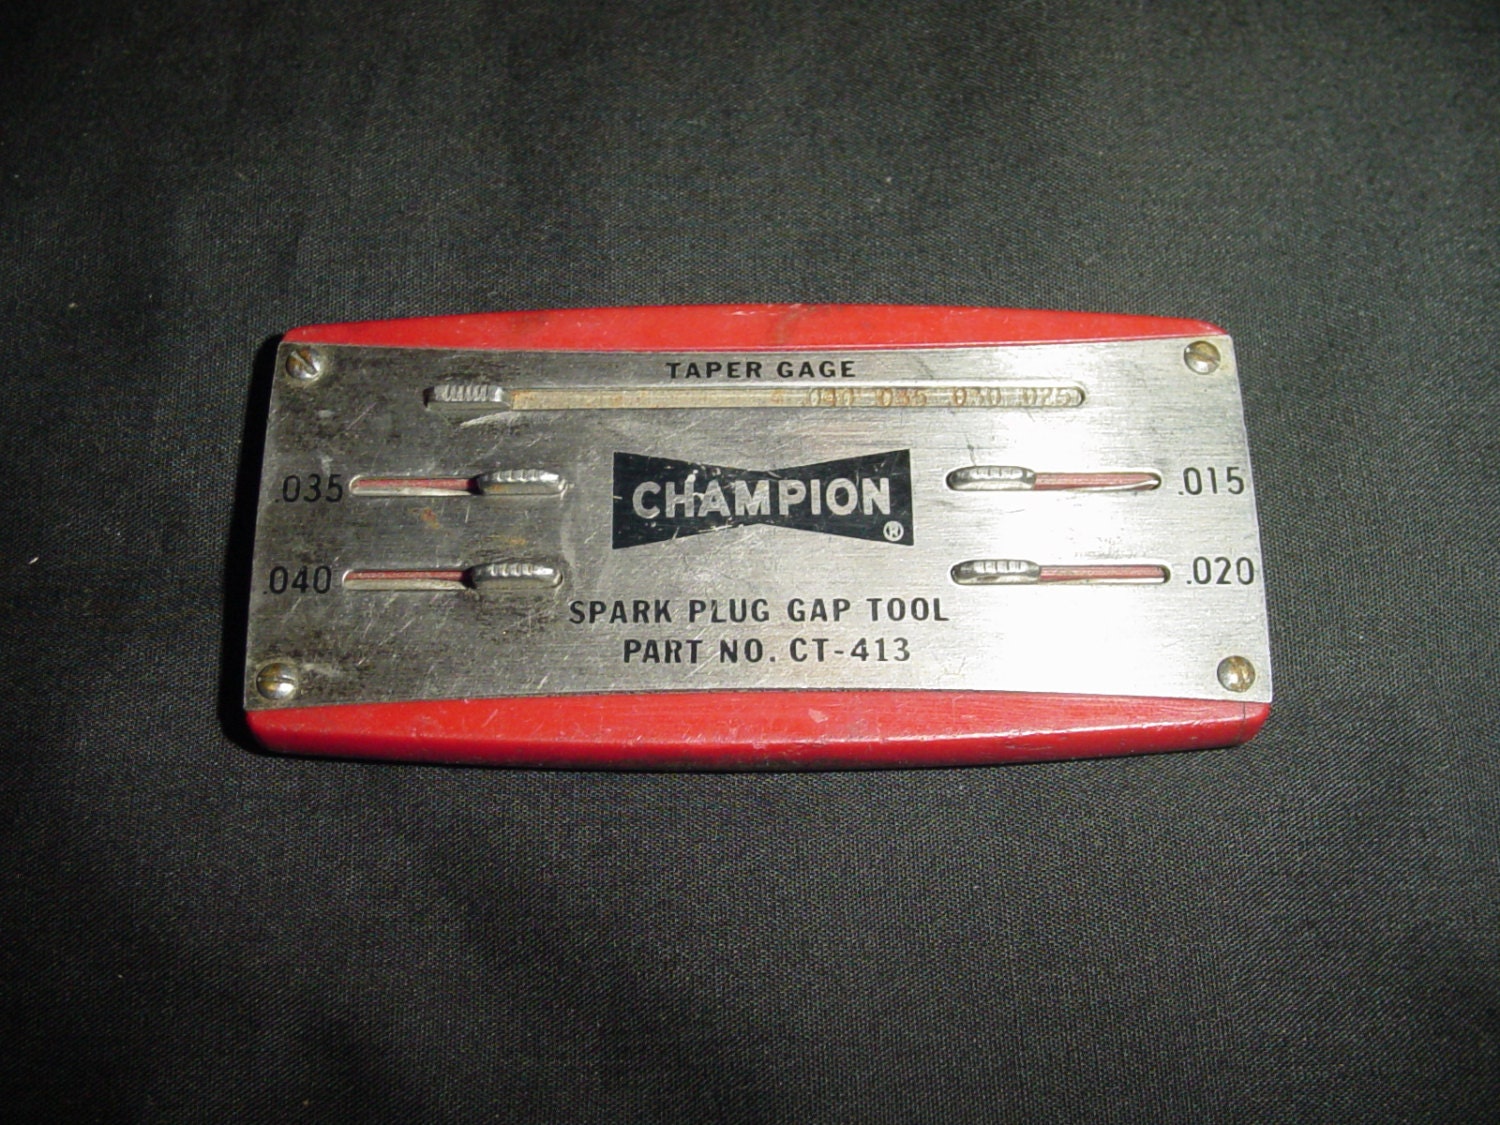 TAPER GAGE
.040 .035 .030 .025
.035
CHAMPION ®
.015
.040
.020
SPARK PLUG GAP TOOL
PART NO. CT-413